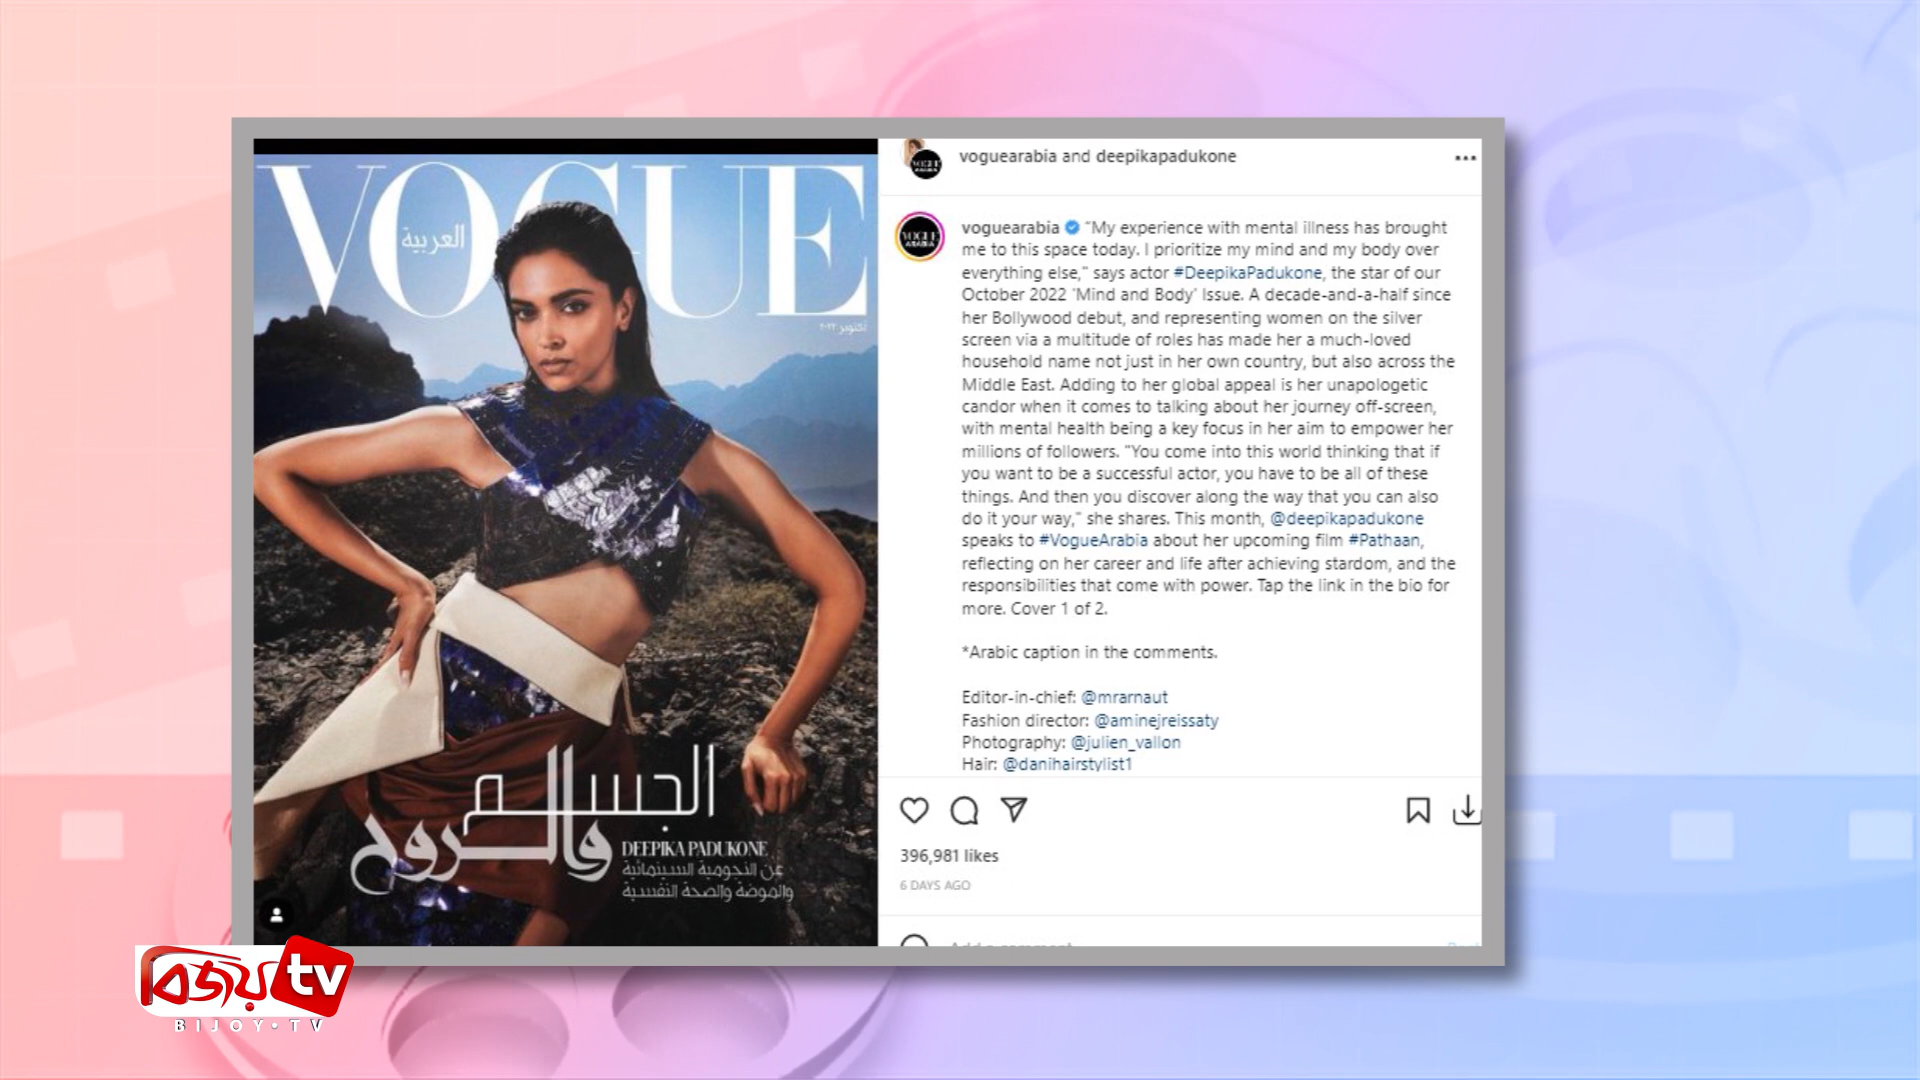 VOGUE
العربية
أكتوبر ٢٠٢٢
الجسم
والروح
DEEPIKA PADUKONE
عن النجومية السينمائية
والموضة والصحة النفسية
voguearabia and deepikapadukone
VOGUE
ARABIA
voguearabia "My experience with mental illness has brought
me to this space today. I prioritize my mind and my body over
everything else," says actor #DeepikaPadukone, the star of our
October 2022 'Mind and Body' Issue. A decade-and-a-half since
her Bollywood debut, and representing women on the silver
screen via a multitude of roles has made her a much-loved
household name not just in her own country, but also across the
Middle East. Adding to her global appeal is her unapologetic
candor when it comes to talking about her journey off-screen,
with mental health being a key focus in her aim to empower her
millions of followers. "You come into this world thinking that if
you want to be a successful actor, you have to be all of these
things. And then you discover along the way that you can also
do it your way," she shares. This month, @deepikapadukone
speaks to #VogueArabia about her upcoming film #Pathaan,
reflecting on her career and life after achieving stardom, and the
responsibilities that come with power. Tap the link in the bio for
more. Cover 1 of 2.
*Arabic caption in the comments.
Editor-in-chief: @mrarnaut
Fashion director: @aminejreissaty
Photography: @julien_vallon
Hair: @danihairstylist1
396,981 likes
6 DAYS AGO
বিজয় tv
BIJOY•TV